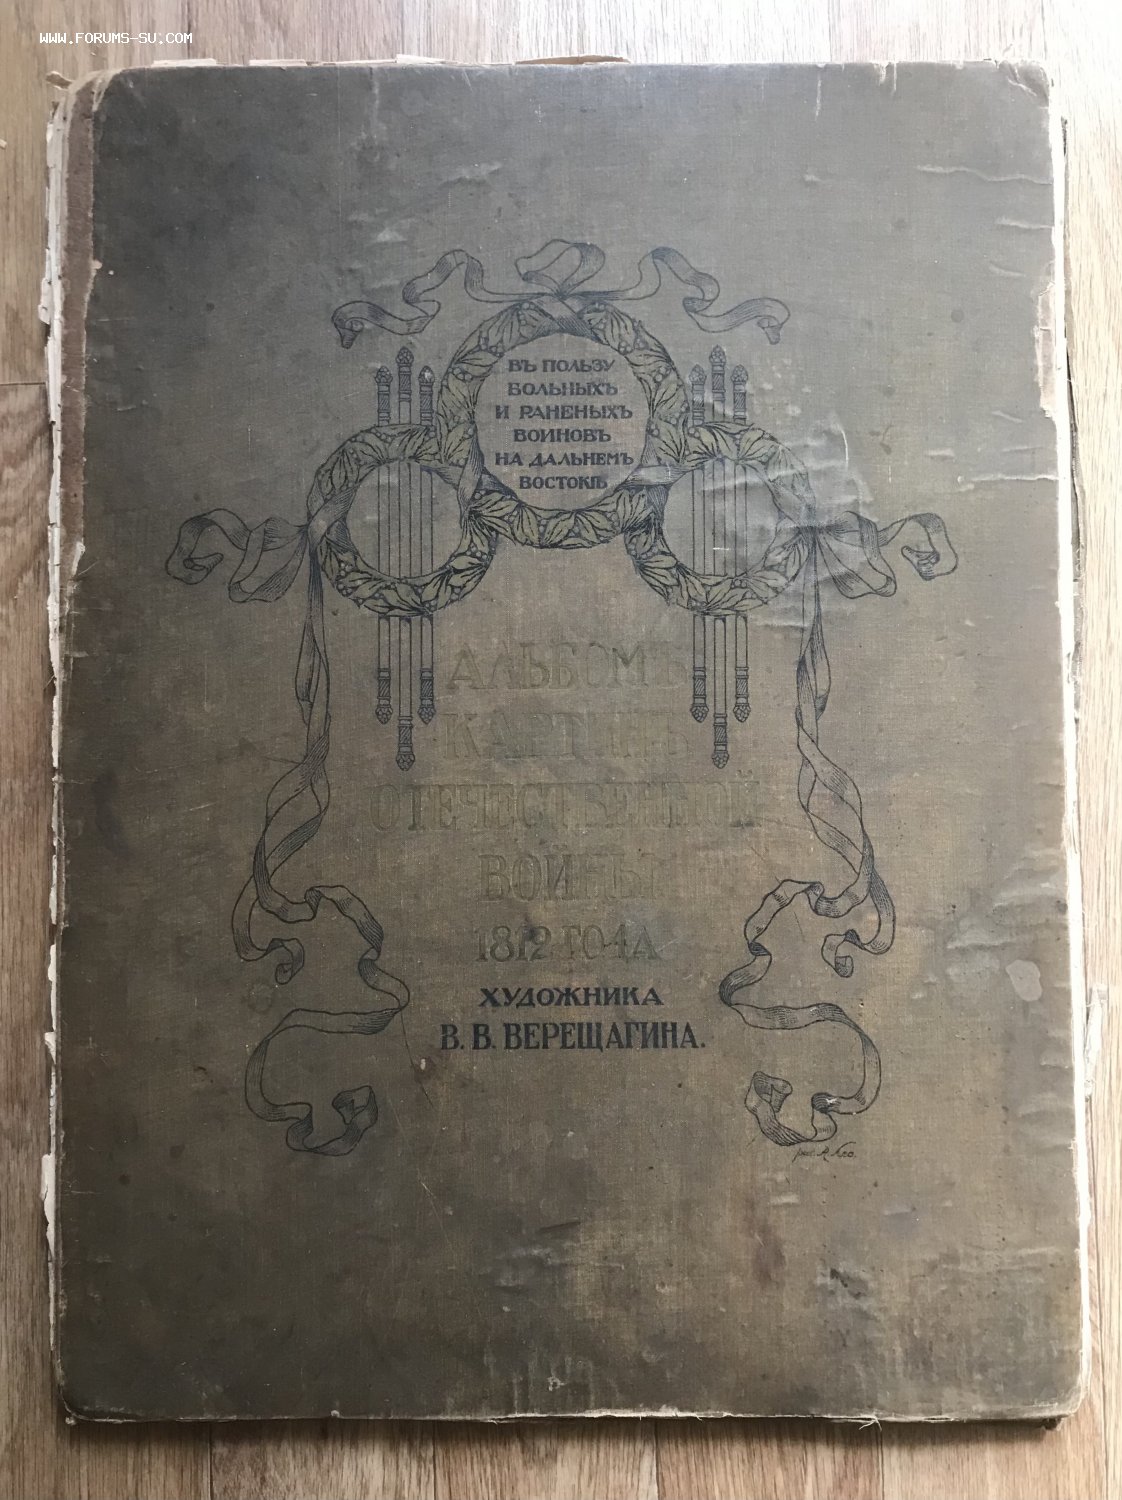 WWW.FORUMS-SU.COM
ВЪ ПОЛЬЗУ
БОЛЬНЫХЪ
И РАНЕНЫХЪ
ВОИНОВЪ
НА ДАЛЬНЕМЪ
ВОСТОКѢ
АЛЬБОМЪ
КАРТИНЪ
ОТЕЧЕСТВЕННОЙ
ВОЙНЫ
1812 ГОДА
ХУДОЖНИКА
В. В. ВЕРЕЩАГИНА.